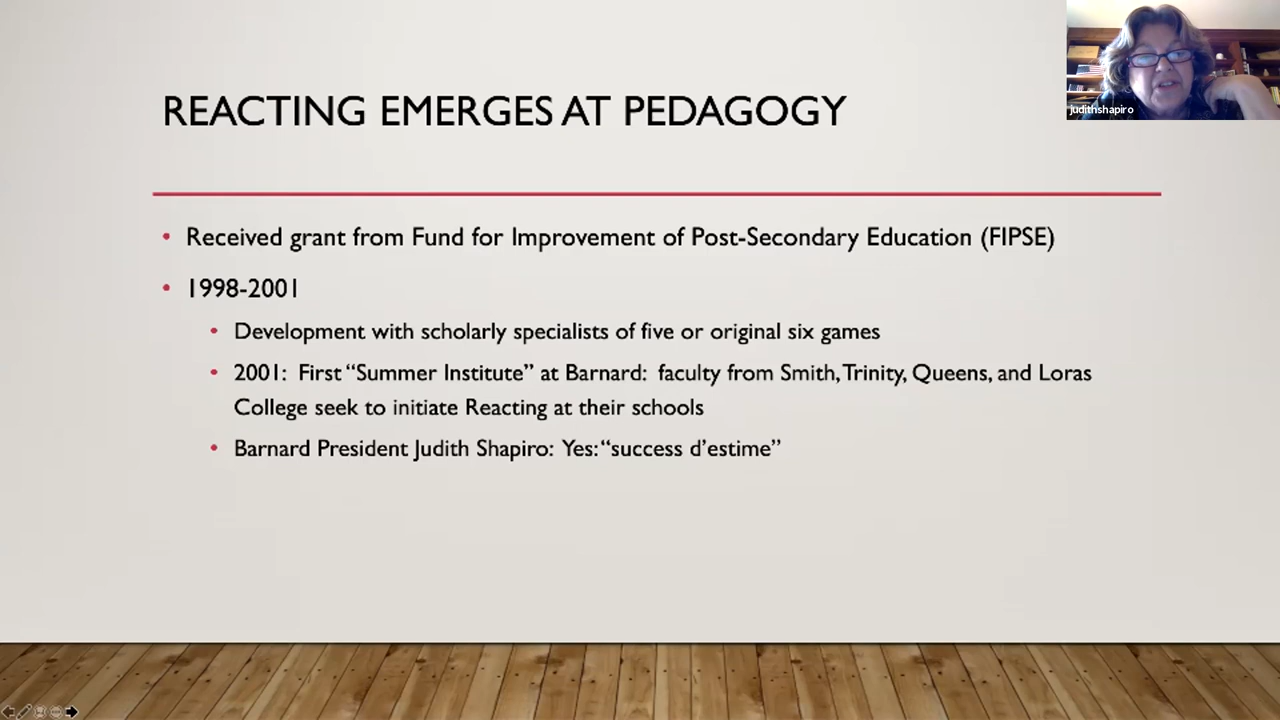 REACTING EMERGES AT PEDAGOGY
judithshapiro
• Received grant from Fund for Improvement of Post-Secondary Education (FIPSE)
• 1998-2001
• Development with scholarly specialists of five or original six games
• 2001: First “Summer Institute” at Barnard: faculty from Smith, Trinity, Queens, and Loras
College seek to initiate Reacting at their schools
• Barnard President Judith Shapiro: Yes: “success d’estime”